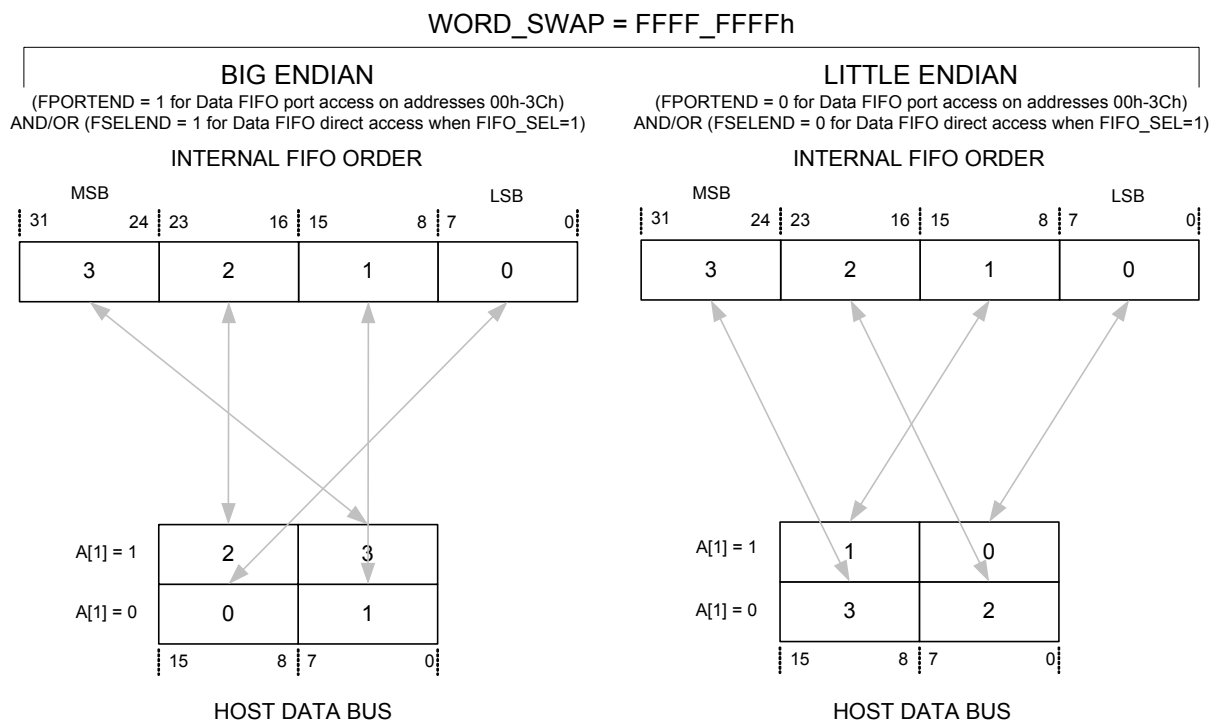 WORD_SWAP = FFFF_FFFFh
BIG ENDIAN
(FPORTEND = 1 for Data FIFO port access on addresses 00h-3Ch)
AND/OR (FSELEND = 1 for Data FIFO direct access when FIFO_SEL=1)
INTERNAL FIFO ORDER
MSB LSB
31 24 23 16 15 8 7 0
3 2 1 0
A[1] = 1 2 3
A[1] = 0 0 1
15 8 7 0
HOST DATA BUS
LITTLE ENDIAN
(FPORTEND = 0 for Data FIFO port access on addresses 00h-3Ch)
AND/OR (FSELEND = 0 for Data FIFO direct access when FIFO_SEL=1)
INTERNAL FIFO ORDER
MSB LSB
31 24 23 16 15 8 7 0
3 2 1 0
A[1] = 1 1 0
A[1] = 0 3 2
15 8 7 0
HOST DATA BUS